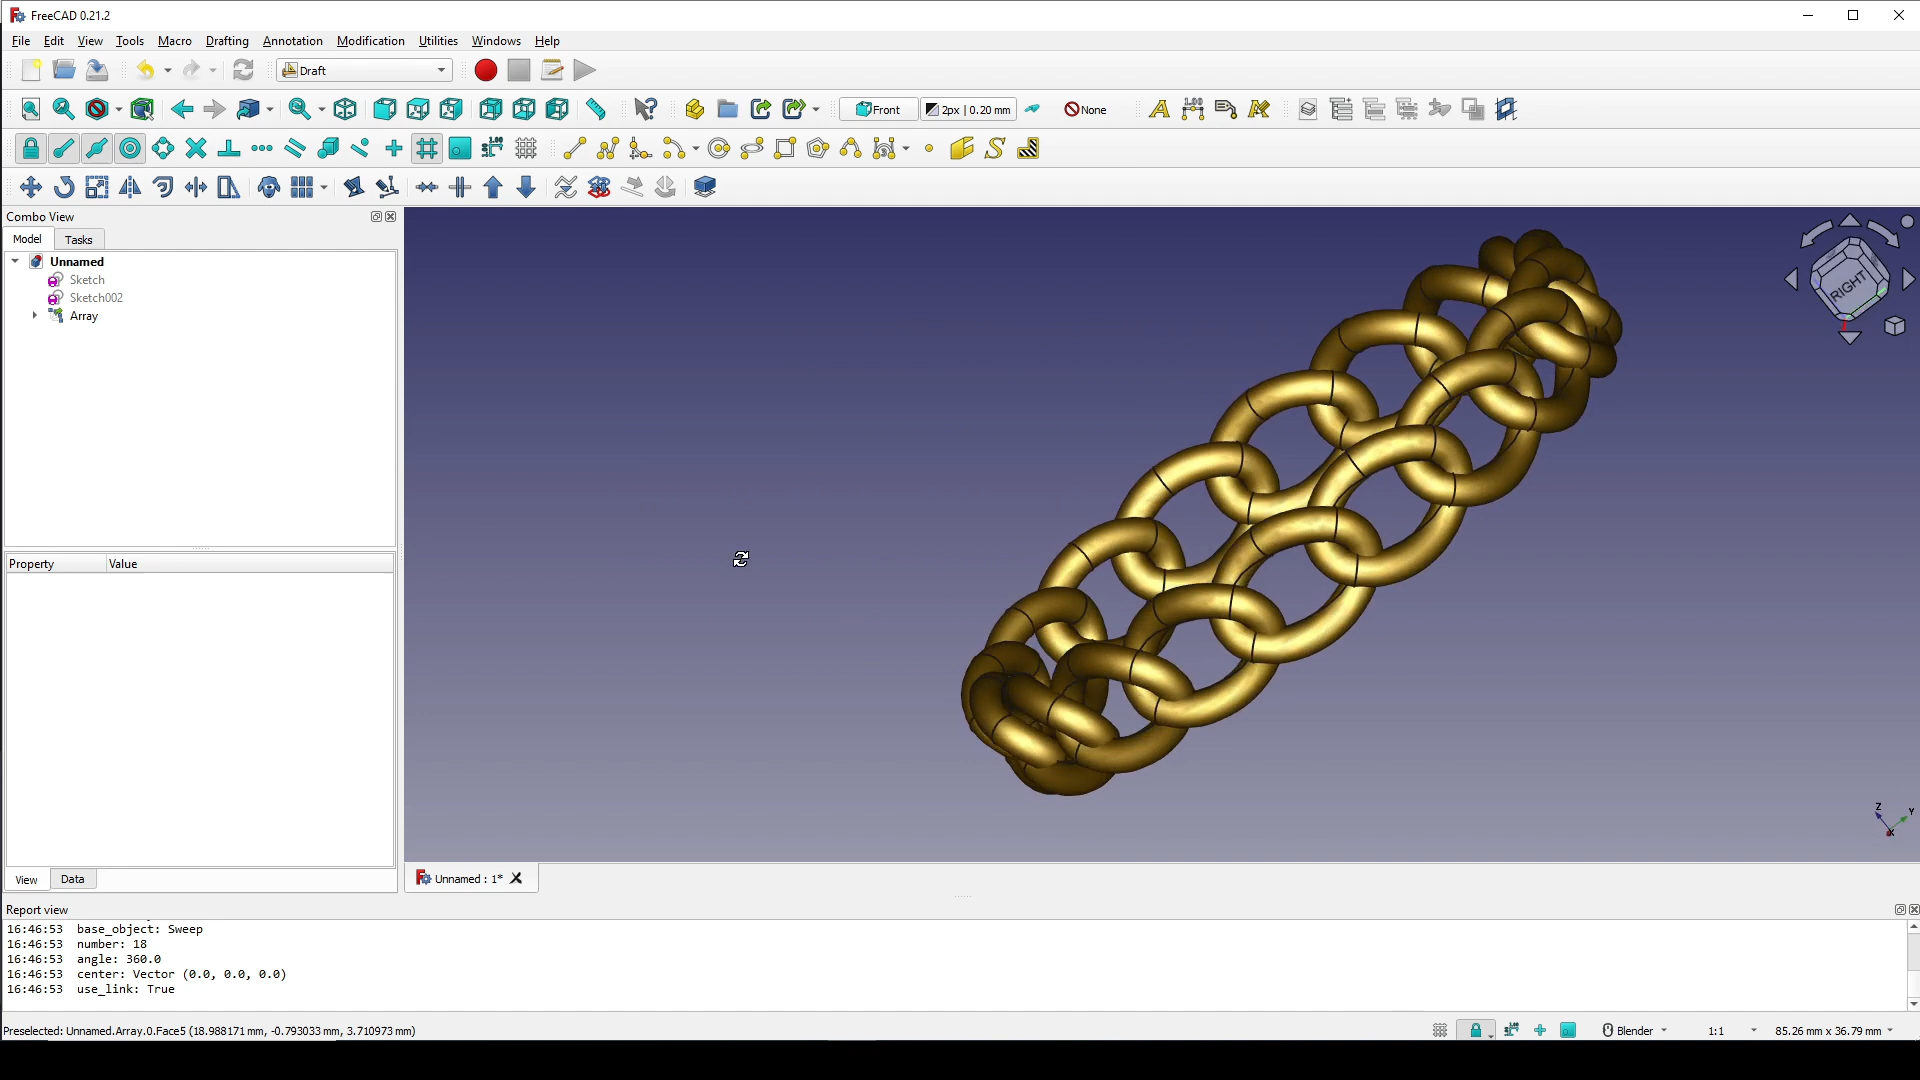 FreeCAD 0.21.2
File Edit View Tools Macro Drafting Annotation Modification Utilities Windows Help
Draft
Front 2px | 0.20 mm None
Combo View
Model Tasks
Unnamed
Sketch
Sketch002
Array
Property Value
View Data
RIGHT
Z Y X
Unnamed : 1*
Report view
16:46:53 base_object: Sweep
16:46:53 number: 18
16:46:53 angle: 360.0
16:46:53 center: Vector (0.0, 0.0, 0.0)
16:46:53 use_link: True
Preselected: Unnamed.Array.0.Face5 (18.988171 mm, -0.793033 mm, 3.710973 mm)
Blender 1:1 85.26 mm x 36.79 mm